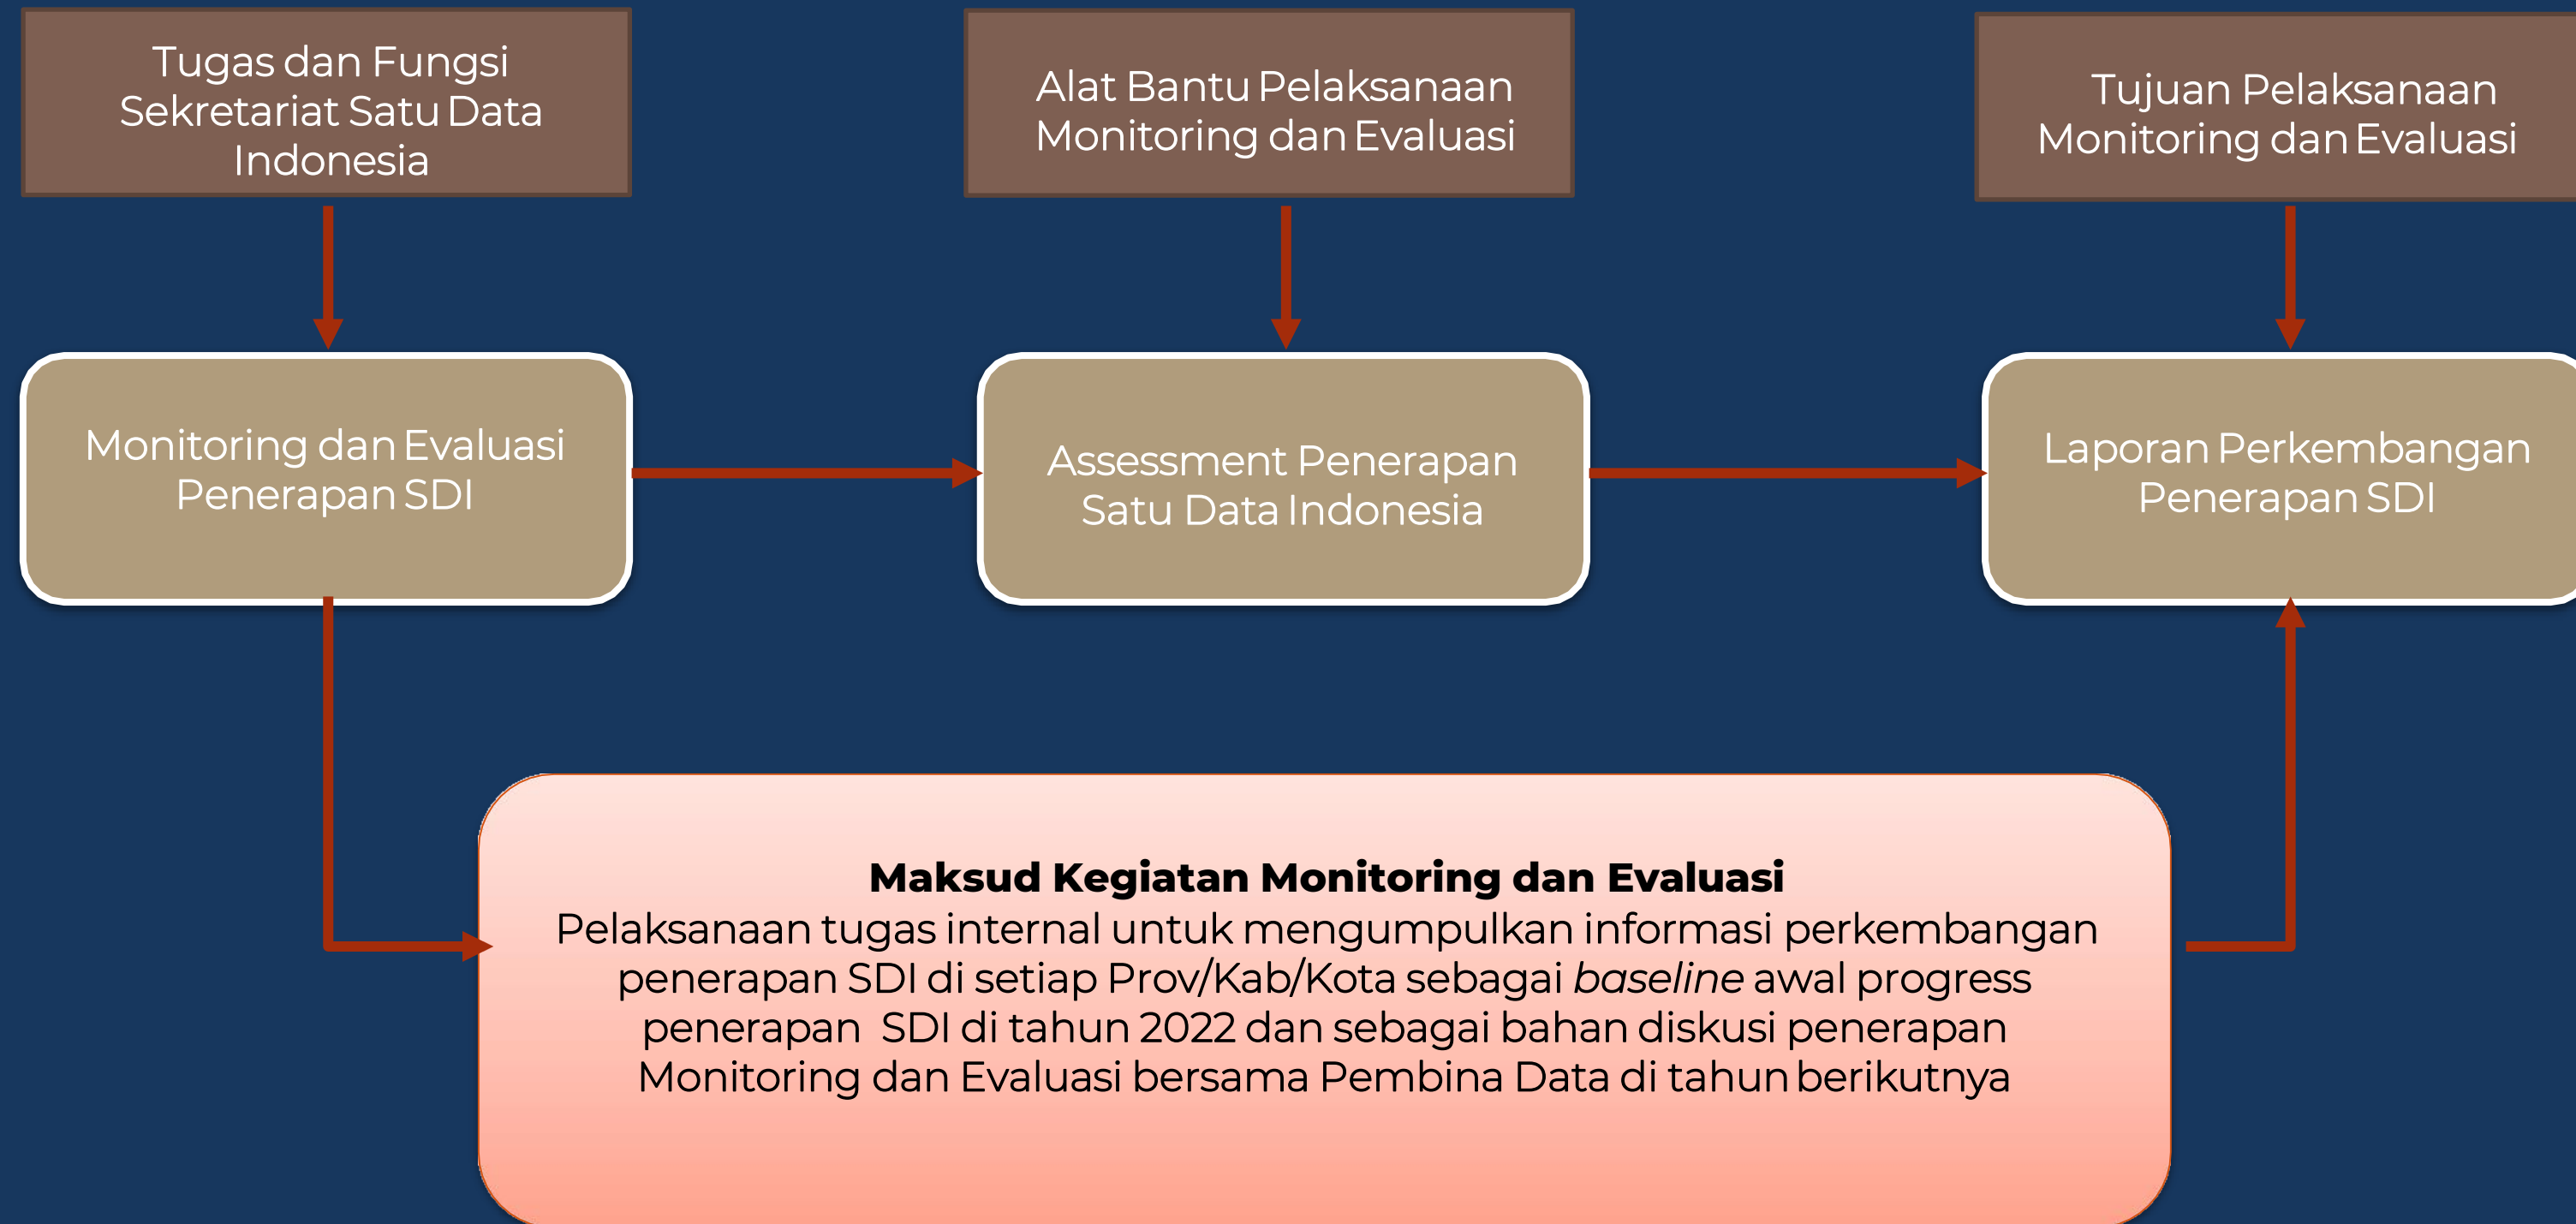 Tugas dan Fungsi
Sekretariat Satu Data
Indonesia
Alat Bantu Pelaksanaan
Monitoring dan Evaluasi
Tujuan Pelaksanaan
Monitoring dan Evaluasi
Monitoring dan Evaluasi
Penerapan SDI
Assessment Penerapan
Satu Data Indonesia
Laporan Perkembangan
Penerapan SDI
Maksud Kegiatan Monitoring dan Evaluasi
Pelaksanaan tugas internal untuk mengumpulkan informasi perkembangan
penerapan SDI di setiap Prov/Kab/Kota sebagai baseline awal progress
penerapan SDI di tahun 2022 dan sebagai bahan diskusi penerapan
Monitoring dan Evaluasi bersama Pembina Data di tahun berikutnya